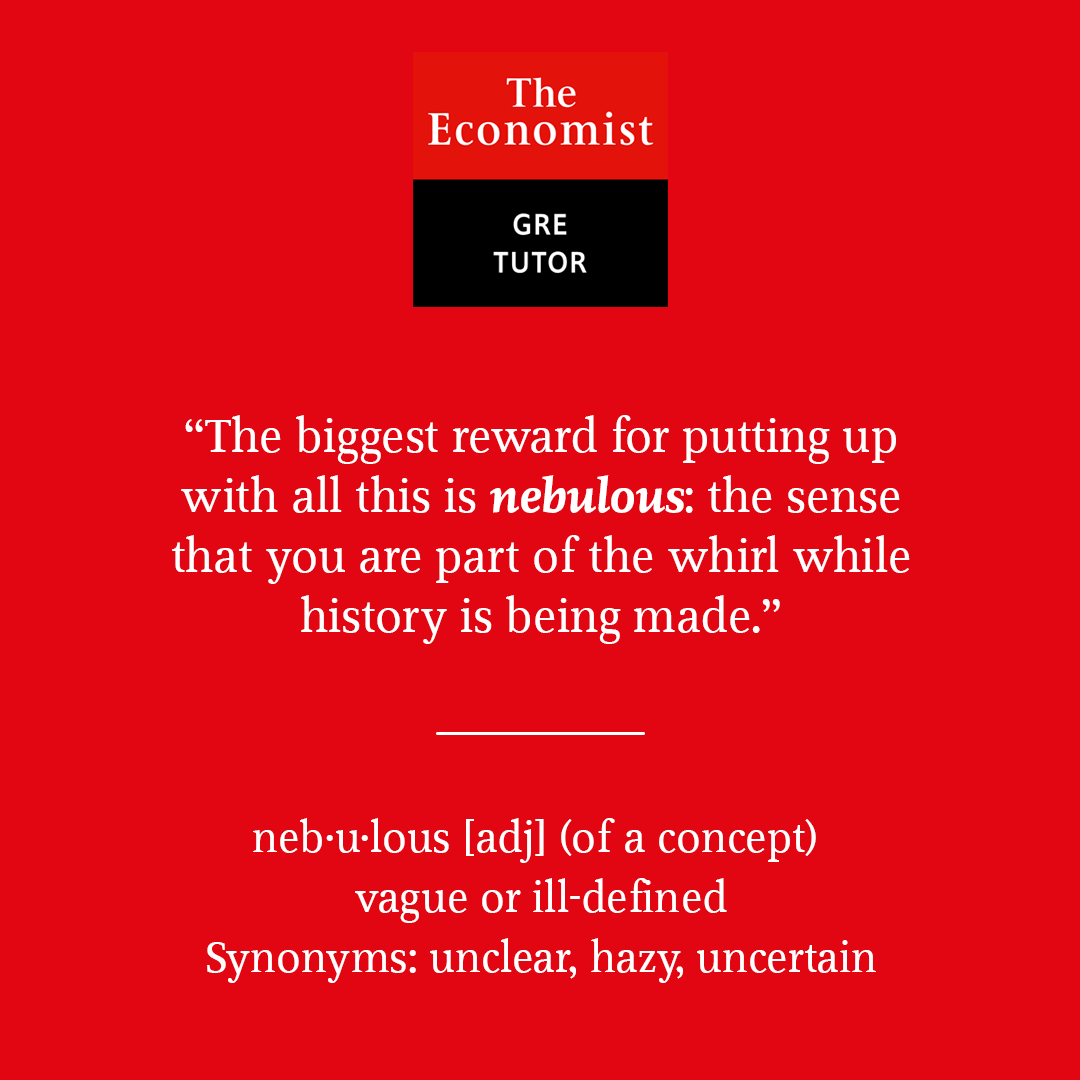 The
Economist
GRE
TUTOR
“The biggest reward for putting up
with all this is nebulous: the sense
that you are part of the whirl while
history is being made.”
neb·u·lous [adj] (of a concept)
vague or ill-defined
Synonyms: unclear, hazy, uncertain